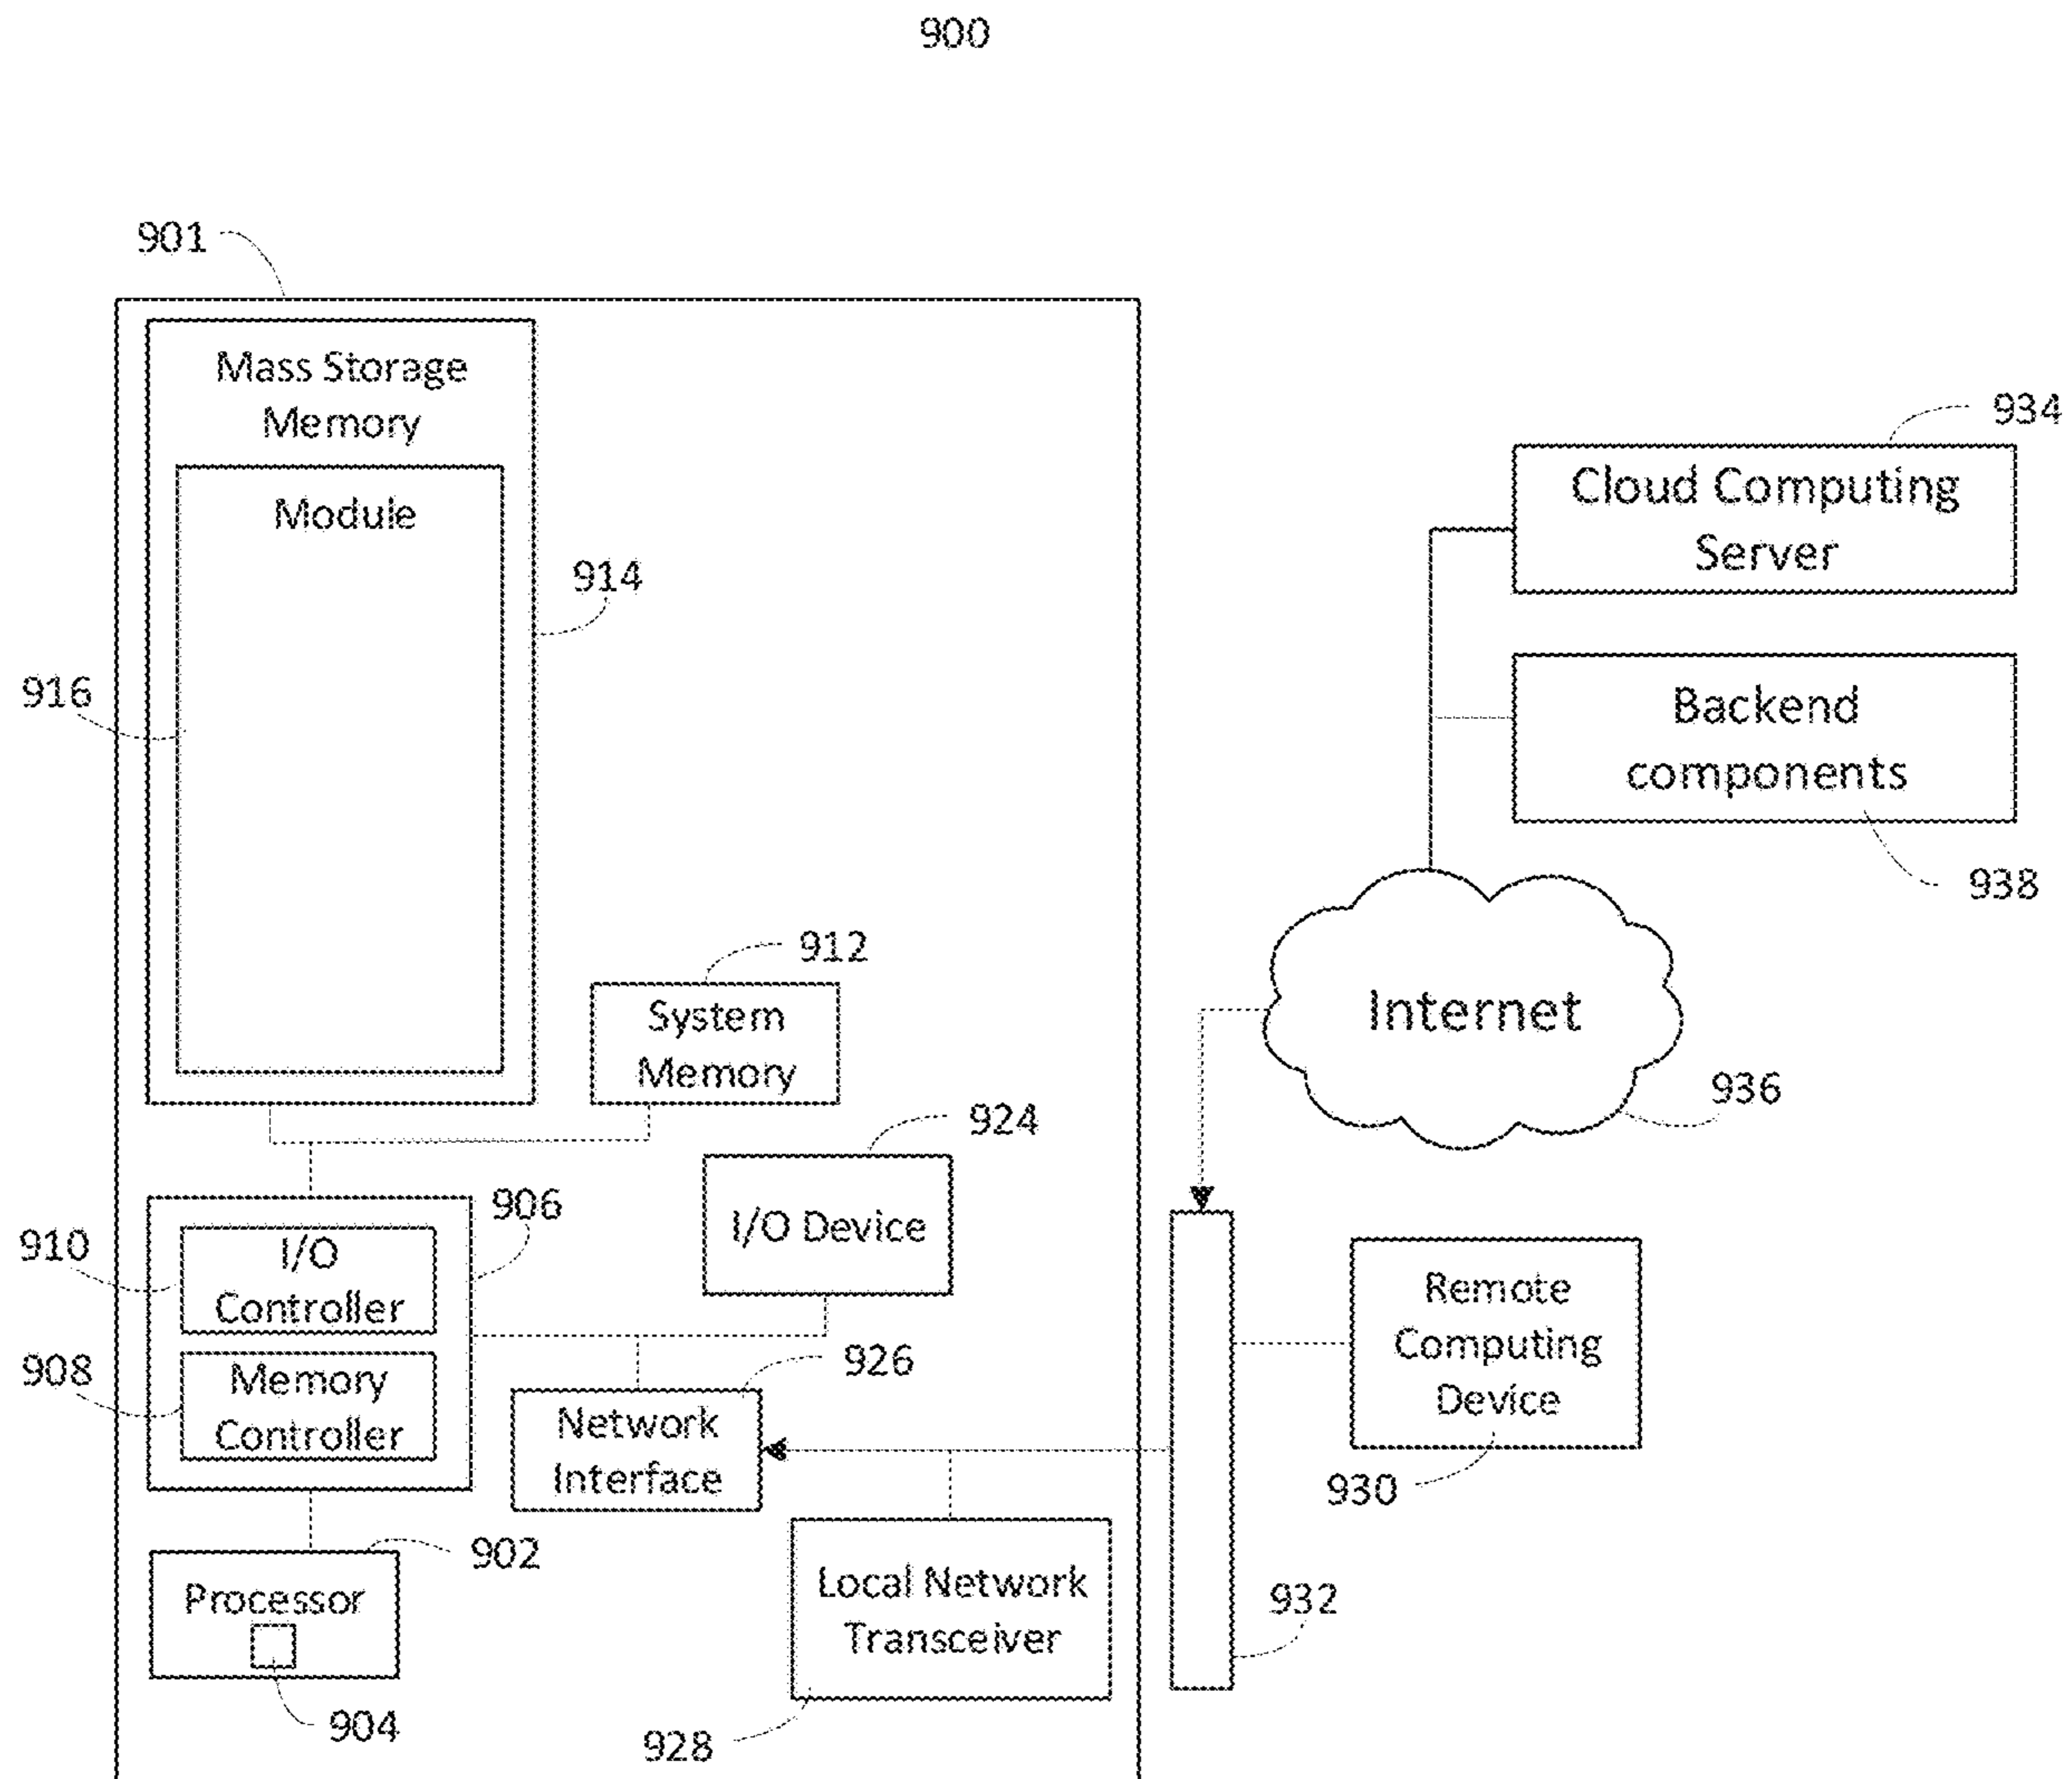 900
901
Mass Storage
Memory
Module
914
916
934
Cloud Computing
Server
Backend
components
938
912
System
Memory
Internet
936
924
I/O Device
906
910
I/O
Controller
908
Memory
Controller
926
Network
Interface
Remote
Computing
Device
930
902
Processor
904
Local Network
Transceiver
928
932